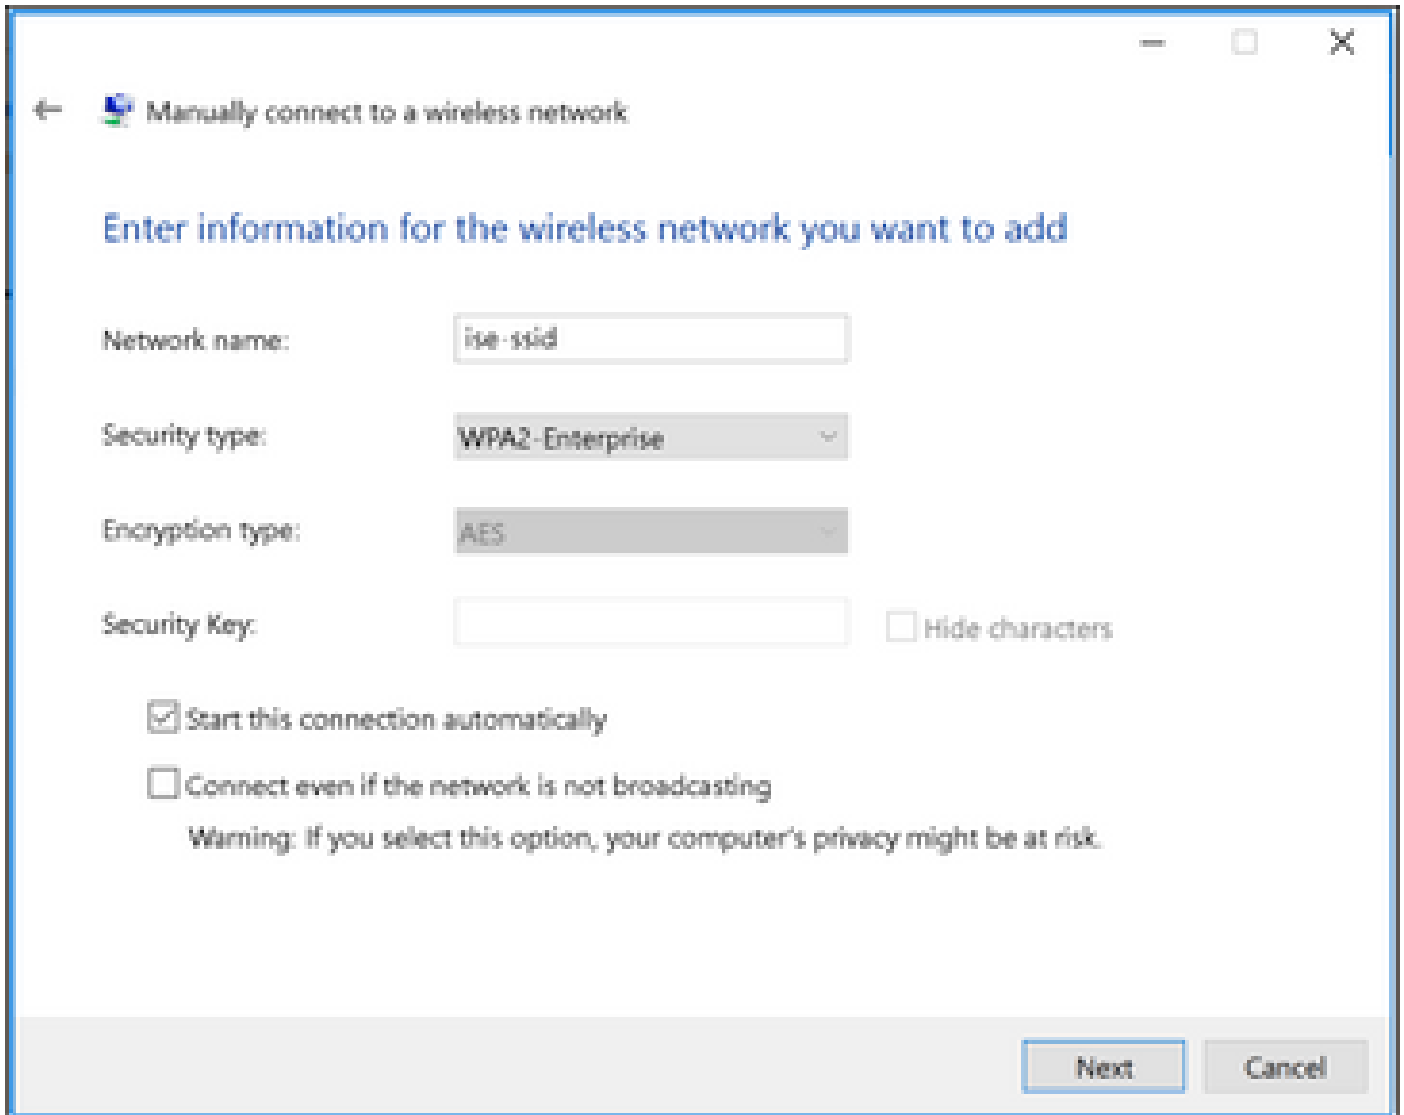 Manually connect to a wireless network
Enter information for the wireless network you want to add
Network name: ise-ssid
Security type: WPA2-Enterprise
Encryption type: AES
Security Key: Hide characters
Start this connection automatically
Connect even if the network is not broadcasting
Warning: If you select this option, your computer's privacy might be at risk.
Next Cancel